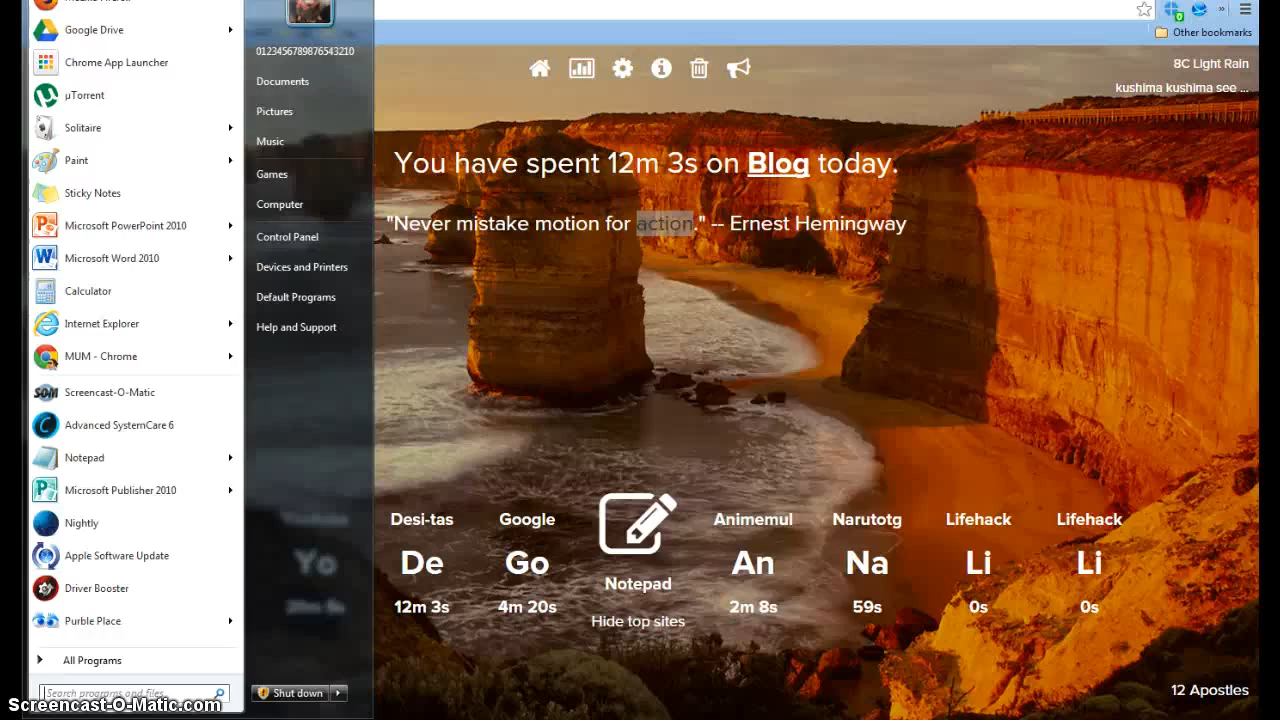 Google Drive
Chrome App Launcher
µTorrent
Solitaire
Paint
Sticky Notes
Microsoft PowerPoint 2010
Microsoft Word 2010
Calculator
Internet Explorer
MUM - Chrome
Screencast-O-Matic
Advanced SystemCare 6
Notepad
Microsoft Publisher 2010
Nightly
Apple Software Update
Driver Booster
Purble Place
All Programs
Search programs and files
Screencast-O-Matic.com
0123456789876543210
Documents
Pictures
Music
Games
Computer
Control Panel
Devices and Printers
Default Programs
Help and Support
Yo
Shut down
0
»
Other bookmarks
8C Light Rain
kushima kushima see ...
You have spent 12m 3s on Blog today.
"Never mistake motion for action." -- Ernest Hemingway
Desi-tas
De
12m 3s
Google
Go
4m 20s
Notepad
Hide top sites
Animemul
An
2m 8s
Narutotg
Na
59s
Lifehack
Li
0s
Lifehack
Li
0s
12 Apostles